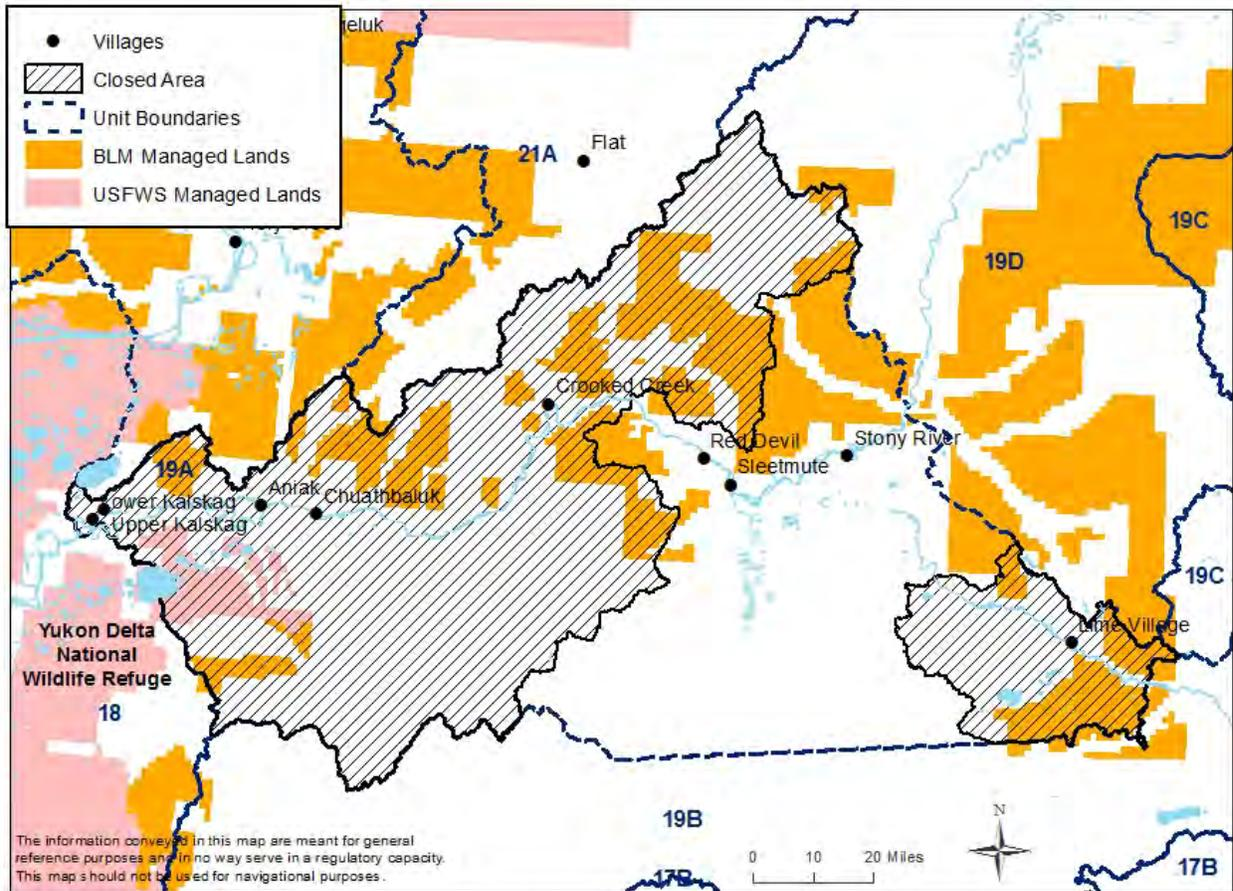 Villages
Closed Area
Unit Boundaries
BLM Managed Lands
USFWS Managed Lands
jeluk
21A
Flat
19C
19D
Crooked Creek
Red Devil
Stony River
Sleetmute
19A
Aniak
Chuathbaluk
ower Kalskag
Upper Kalskag
19C
Lime Village
Yukon Delta
National
Wildlife Refuge
18
19B
The information conveyed in this map are meant for general
reference purposes and in no way serve in a regulatory capacity.
This map should not be used for navigational purposes.
0 10 20 Miles
N
17B
17B